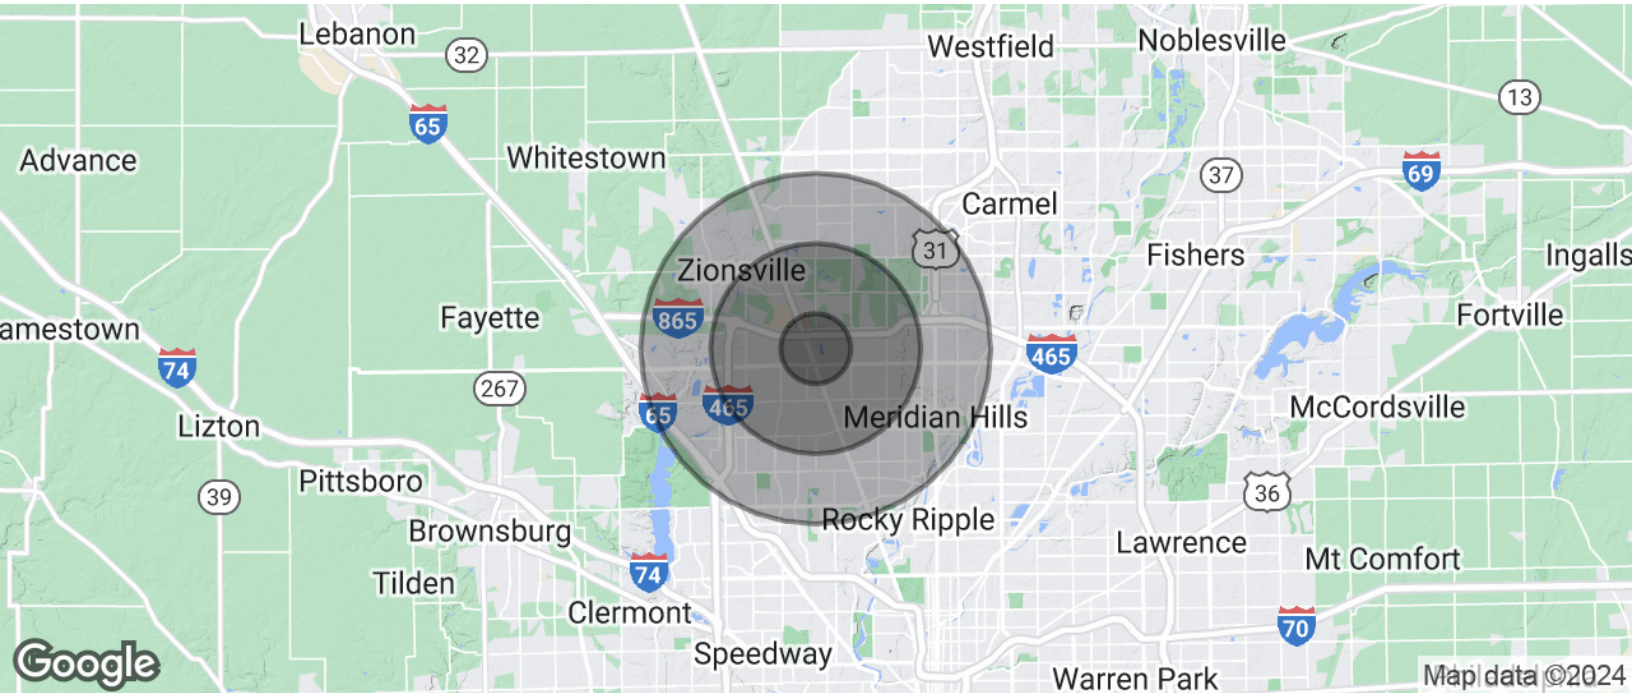 Lebanon
32
Westfield
Noblesville
13
65
Advance
Whitestown
37
69
Carmel
31
Fishers
Ingalls
Zionsville
865
Fayette
Fortville
amestown
74
465
267
65
465
Meridian Hills
McCordsville
Lizton
Pittsboro
39
36
Brownsburg
Rocky Ripple
Lawrence
Mt Comfort
Tilden
74
Clermont
70
Speedway
Google
Warren Park
Map data ©2024